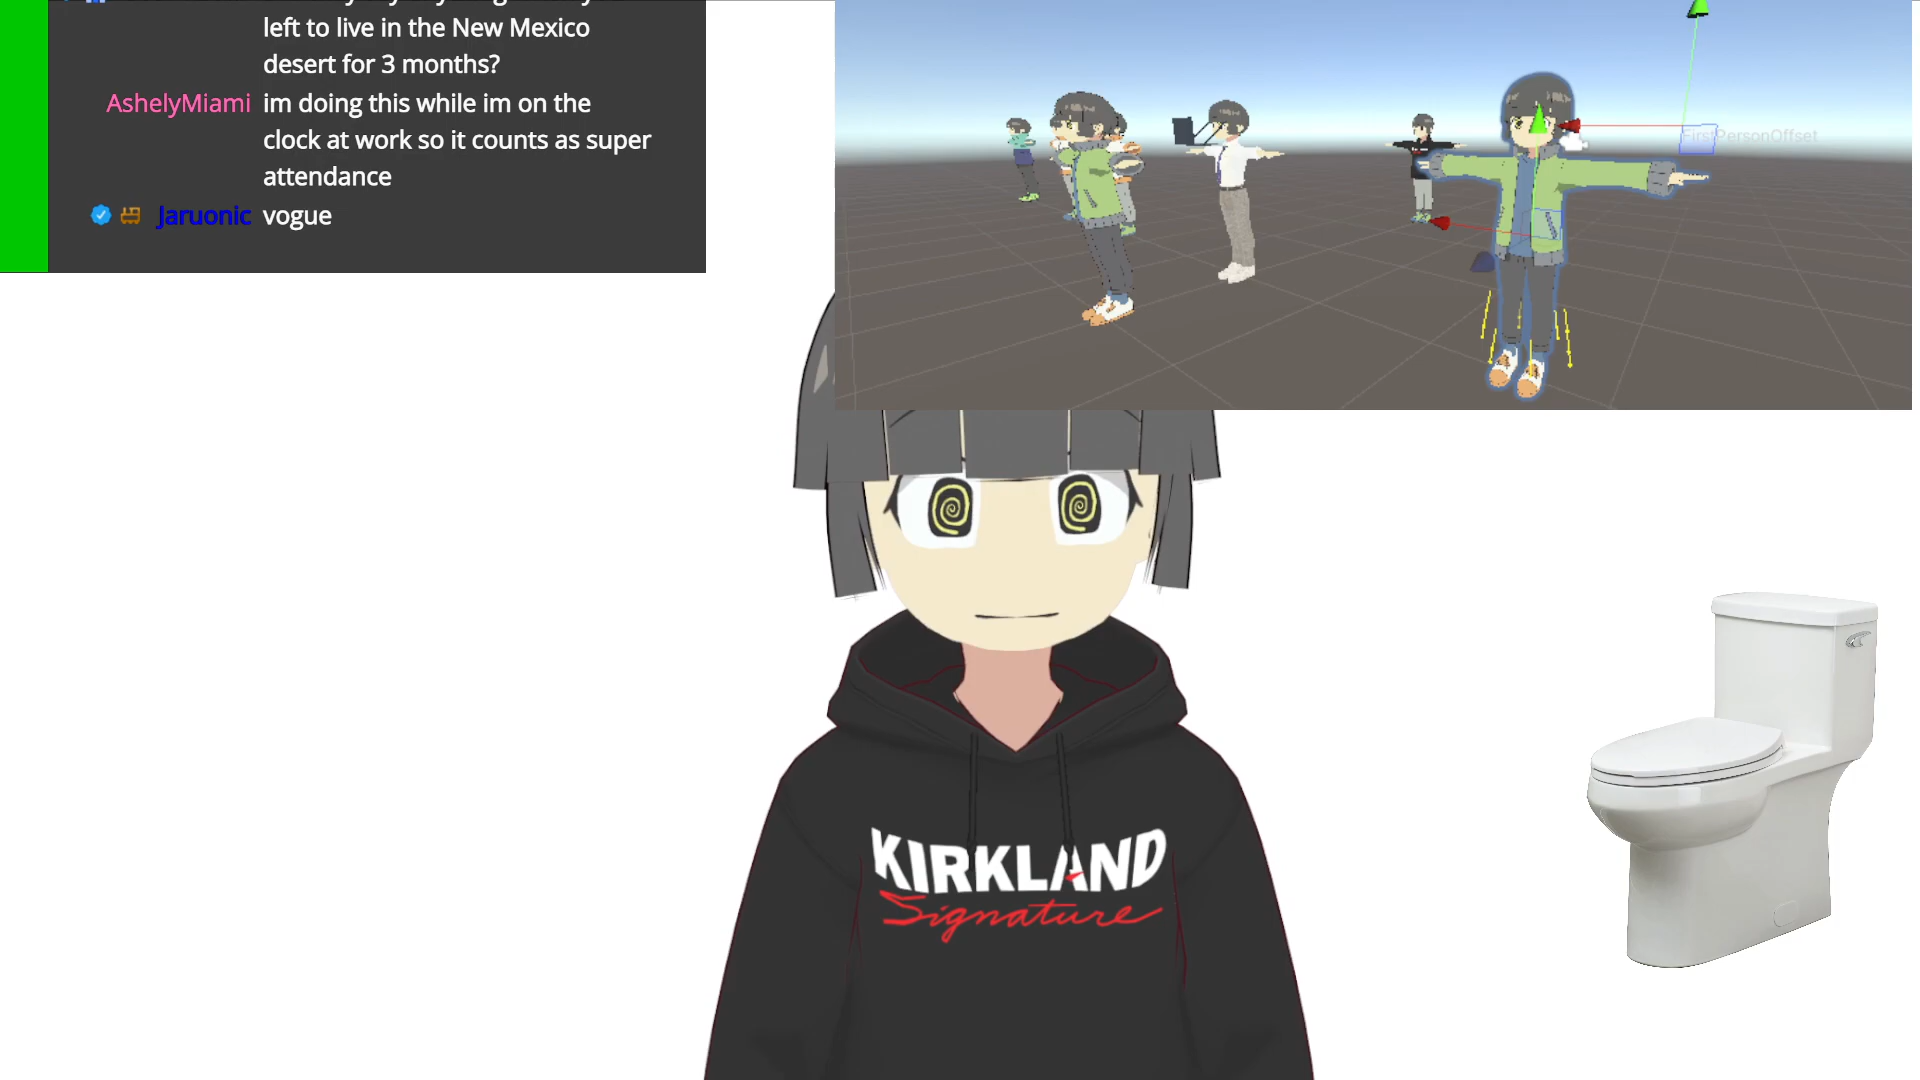 left to live in the New Mexico
desert for 3 months?
AshelyMiami im doing this while im on the
clock at work so it counts as super
attendance
Jaruonic vogue
FirstPersonOffset
KIRKLAND
Signature